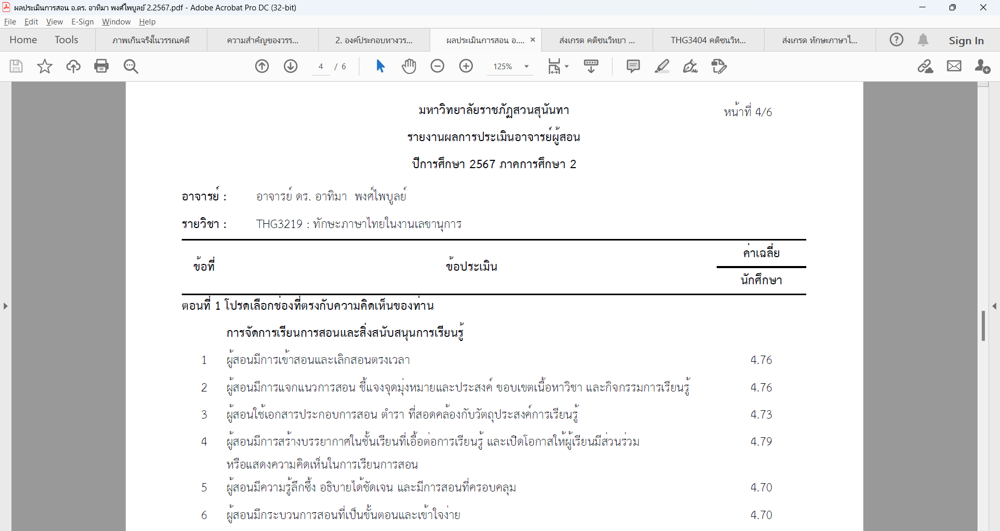 ผลประเมินการสอน อ.ดร. อาทิมา พงศ์ไพบูลย์ 2.2567.pdf - Adobe Acrobat Pro DC (32-bit)
File Edit View E-Sign Window Help
Home Tools ภาพเกินจริงในวรรณคดี ความสำคัญของวรร... 2. องค์ประกอบทางวร... ผลประเมินการสอน อ.... × ส่งเกรด คติชนวิทยา ... THG3404 คติชนวิท... ส่งเกรด ทักษะภาษาไ... Sign In
4 / 6 125%
มหาวิทยาลัยราชภัฏสวนสุนันทา หน้าที่ 4/6
รายงานผลการประเมินอาจารย์ผู้สอน
ปีการศึกษา 2567 ภาคการศึกษา 2
อาจารย์ : อาจารย์ ดร. อาทิมา พงศ์ไพบูลย์
รายวิชา : THG3219 : ทักษะภาษาไทยในงานเลขานุการ
ข้อที่ ข้อประเมิน ค่าเฉลี่ย
นักศึกษา
ตอนที่ 1 โปรดเลือกช่องที่ตรงกับความคิดเห็นของท่าน
การจัดการเรียนการสอนและสิ่งสนับสนุนการเรียนรู้
1 ผู้สอนมีการเข้าสอนและเลิกสอนตรงเวลา 4.76
2 ผู้สอนมีการแจกแนวการสอน ชี้แจงจุดมุ่งหมายและประสงค์ ขอบเขตเนื้อหาวิชา และกิจกรรมการเรียนรู้ 4.76
3 ผู้สอนใช้เอกสารประกอบการสอน ตำรา ที่สอดคล้องกับวัตถุประสงค์การเรียนรู้ 4.73
4 ผู้สอนมีการสร้างบรรยากาศในชั้นเรียนที่เอื้อต่อการเรียนรู้ และเปิดโอกาสให้ผู้เรียนมีส่วนร่วม 4.79
หรือแสดงความคิดเห็นในการเรียนการสอน
5 ผู้สอนมีความรู้ลึกซึ้ง อธิบายได้ชัดเจน และมีการสอนที่ครอบคลุม 4.70
6 ผู้สอนมีกระบวนการสอนที่เป็นขั้นตอนและเข้าใจง่าย 4.70